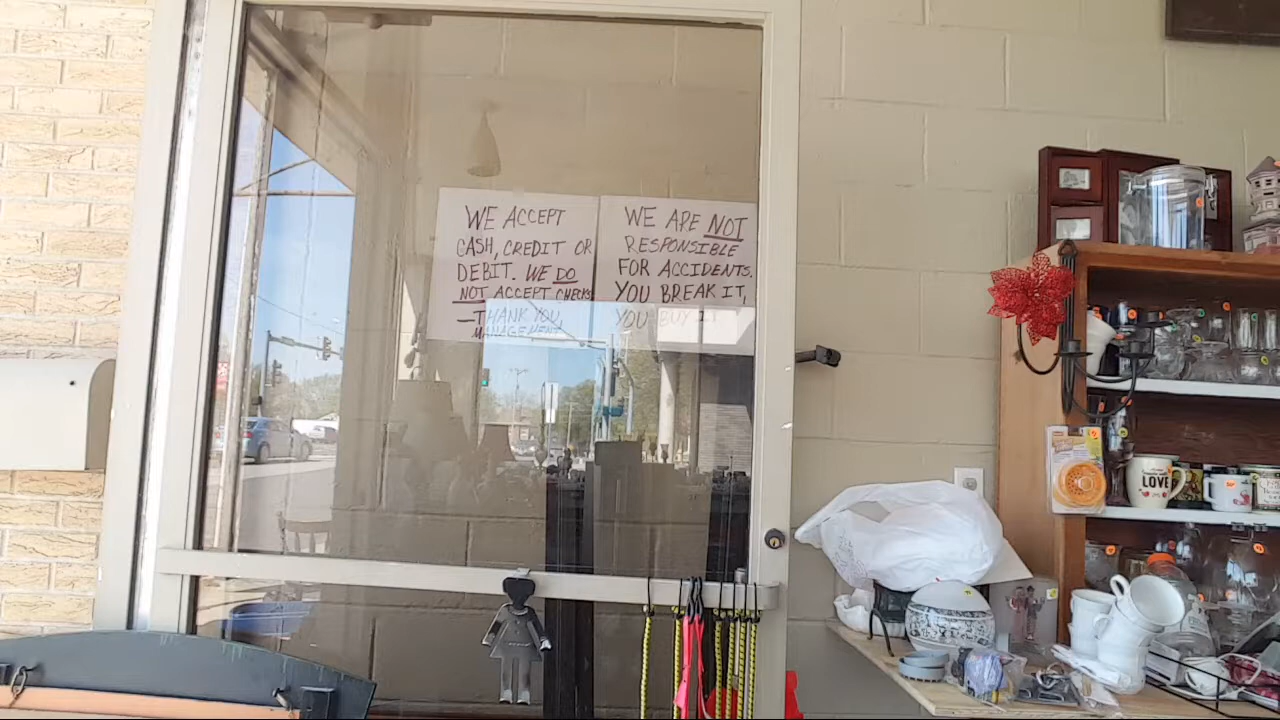 WE ACCEPT
CASH, CREDIT OR
DEBIT. WE DO
NOT ACCEPT CHECKS
—THANK YOU,
MANAGEMENT
WE ARE NOT
RESPONSIBLE
FOR ACCIDENTS.
YOU BREAK IT,
YOU BUY IT
LOVE